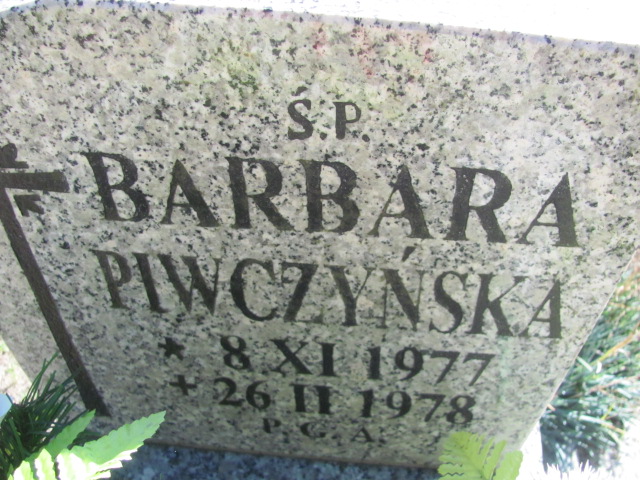 Ś.P.
BARBARA
PIWCZYŃSKA
* 8 XI 1977
+ 26 II 1978
P.G.A.